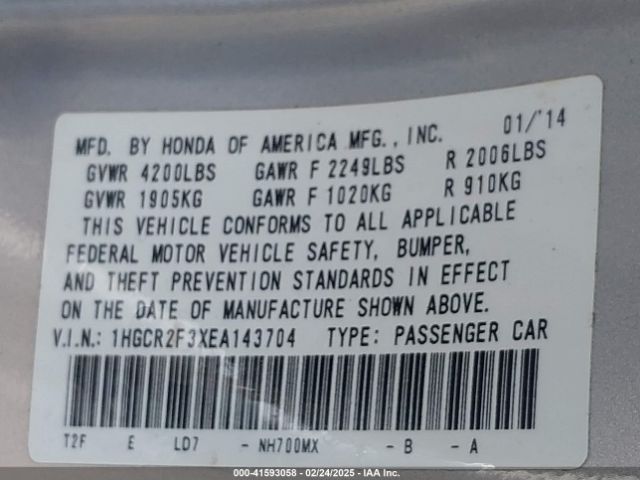 MFD. BY HONDA OF AMERICA MFG., INC. 01/'14
GVWR 4200LBS GAWR F 2249LBS R 2006LBS
GVWR 1905KG GAWR F 1020KG R 910KG
THIS VEHICLE CONFORMS TO ALL APPLICABLE
FEDERAL MOTOR VEHICLE SAFETY, BUMPER,
AND THEFT PREVENTION STANDARDS IN EFFECT
ON THE DATE OF MANUFACTURE SHOWN ABOVE.
V.I.N.: 1HGCR2F3XEA143704 TYPE: PASSENGER CAR
T2F E LD7 - NH700MX - B - A
000-41593058 - 02/24/2025 - IAA Inc.